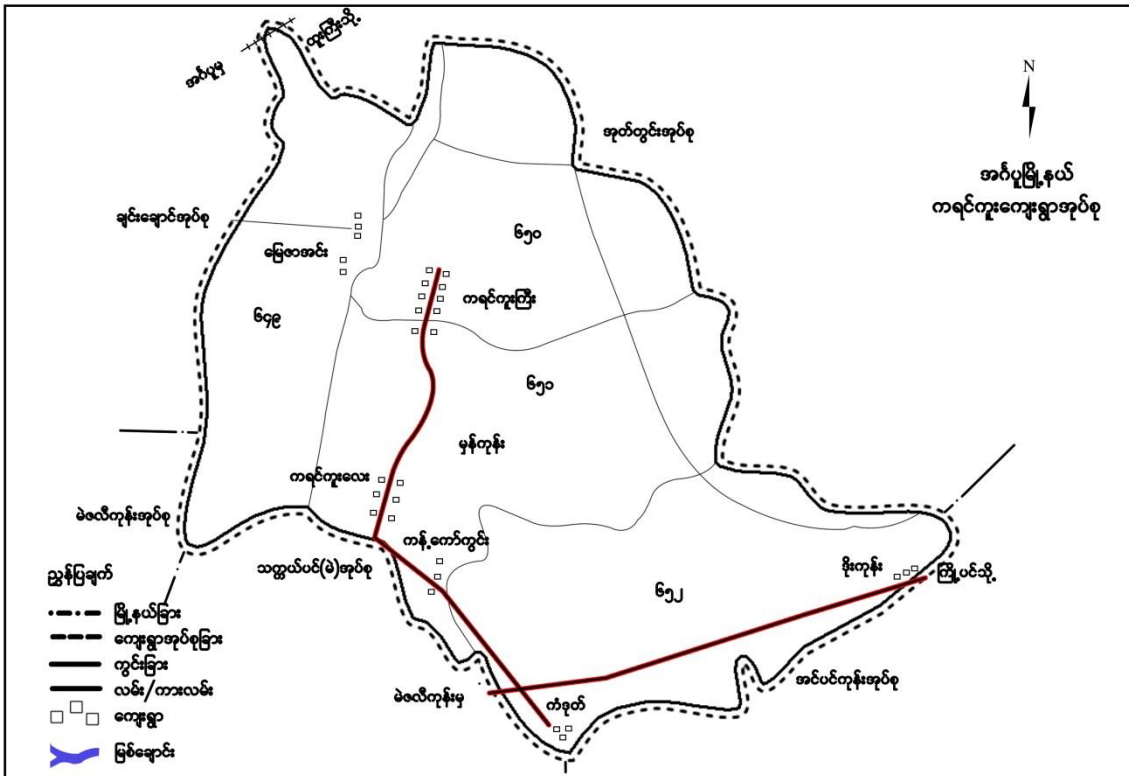 ထူးကြီးသို့
အင်္ဂပူမှ
N
အုတ်တွင်းအုပ်စု
အင်္ဂပူမြို့နယ်
ကရင်ကူးကျေးရွာအုပ်စု
ချင်းချောင်အုပ်စု
၆၅၀
မြေဇာအင်း
ကရင်ကူးကြီး
၆၄၉
၆၅၁
မှန်ကုန်း
ကရင်ကူးလေး
မဲဇလီကုန်းအုပ်စု
ကန့်ကော်ကွင်း
သက္ကယ်ပင်(မဲ)အုပ်စု
ဒိုးကုန်း
ကြို့ပင်သို့
ညွှန်ပြချက်
၆၅၂
မြို့နယ်ခြား
ကျေးရွာအုပ်စုခြား
ကွင်းခြား
အင်ပင်ကုန်းအုပ်စု
လမ်း/ကားလမ်း
မဲဇလီကုန်းမှ
ကံဒုတ်
ကျေးရွာ
မြစ်ချောင်း